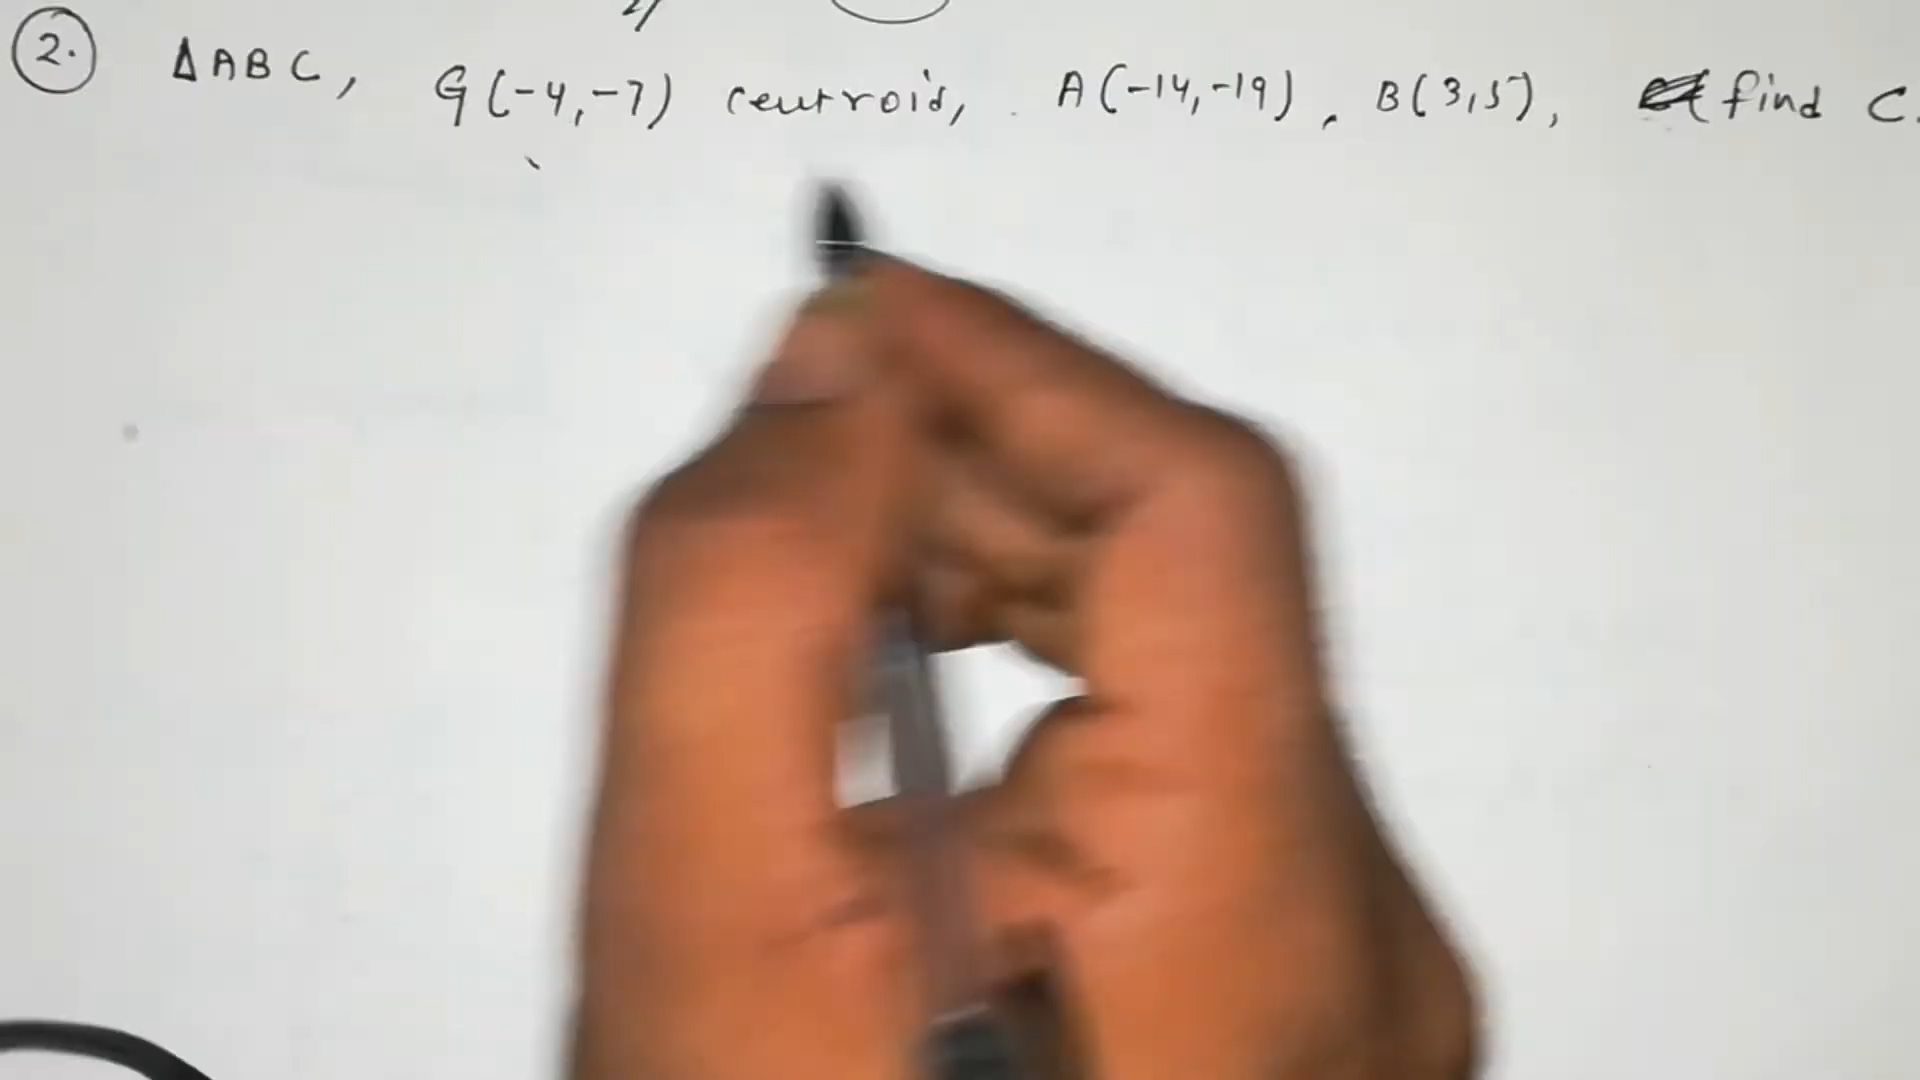 2. ΔABC, G(-4,-7) centroid, A(-14,-19), B(3,5), find C.